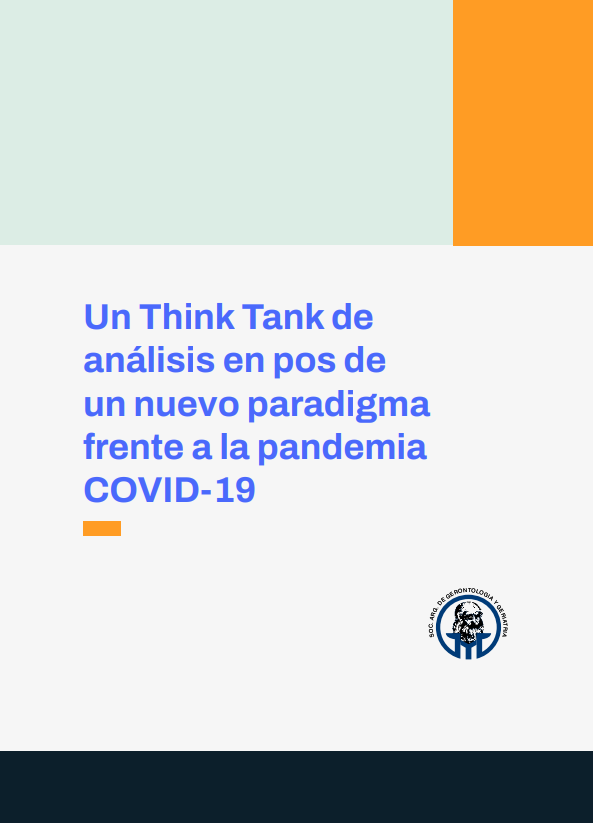 Un Think Tank de
análisis en pos de
un nuevo paradigma
frente a la pandemia
COVID-19
SOC. ARG. DE GERONTOLOGIA Y GERIATRIA